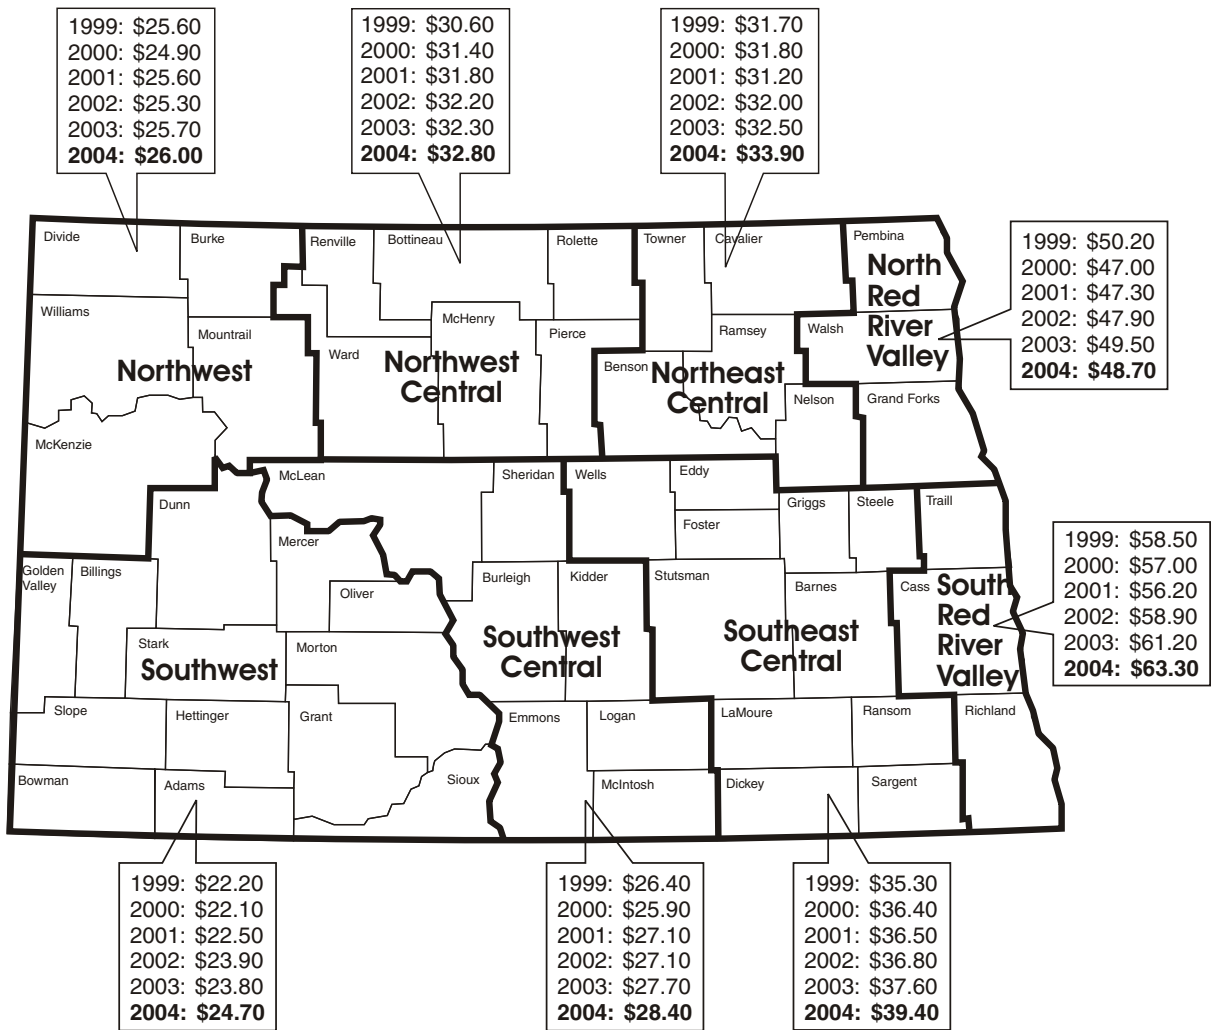 1999: $25.60
2000: $24.90
2001: $25.60
2002: $25.30
2003: $25.70
2004: $26.00
1999: $30.60
2000: $31.40
2001: $31.80
2002: $32.20
2003: $32.30
2004: $32.80
1999: $31.70
2000: $31.80
2001: $31.20
2002: $32.00
2003: $32.50
2004: $33.90
1999: $50.20
2000: $47.00
2001: $47.30
2002: $47.90
2003: $49.50
2004: $48.70
1999: $58.50
2000: $57.00
2001: $56.20
2002: $58.90
2003: $61.20
2004: $63.30
Divide
Burke
Williams
Mountrail
Northwest
McKenzie
Renville
Bottineau
Rolette
McHenry
Pierce
Ward
Northwest
Central
Towner
Cavalier
Ramsey
Benson
Northeast
Central
Nelson
Pembina
North
Red
River
Valley
Walsh
Grand Forks
Dunn
Mercer
Golden
Valley
Billings
Oliver
Stark
Morton
Southwest
Slope
Hettinger
Grant
Bowman
Adams
Sioux
McLean
Sheridan
Burleigh
Kidder
Southwest
Central
Emmons
Logan
McIntosh
Wells
Eddy
Foster
Griggs
Steele
Stutsman
Barnes
Southeast
Central
LaMoure
Ransom
Dickey
Sargent
Traill
Cass
South
Red
River
Valley
Richland
1999: $22.20
2000: $22.10
2001: $22.50
2002: $23.90
2003: $23.80
2004: $24.70
1999: $26.40
2000: $25.90
2001: $27.10
2002: $27.10
2003: $27.70
2004: $28.40
1999: $35.30
2000: $36.40
2001: $36.50
2002: $36.80
2003: $37.60
2004: $39.40